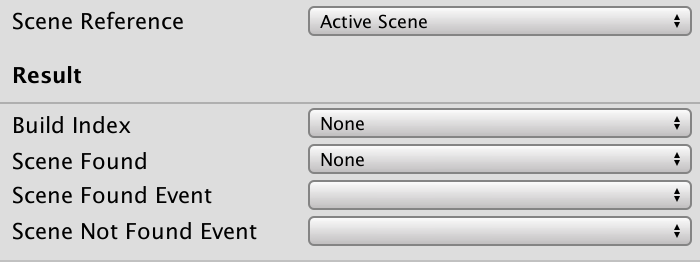 Scene Reference Active Scene
Result
Build Index None
Scene Found None
Scene Found Event
Scene Not Found Event